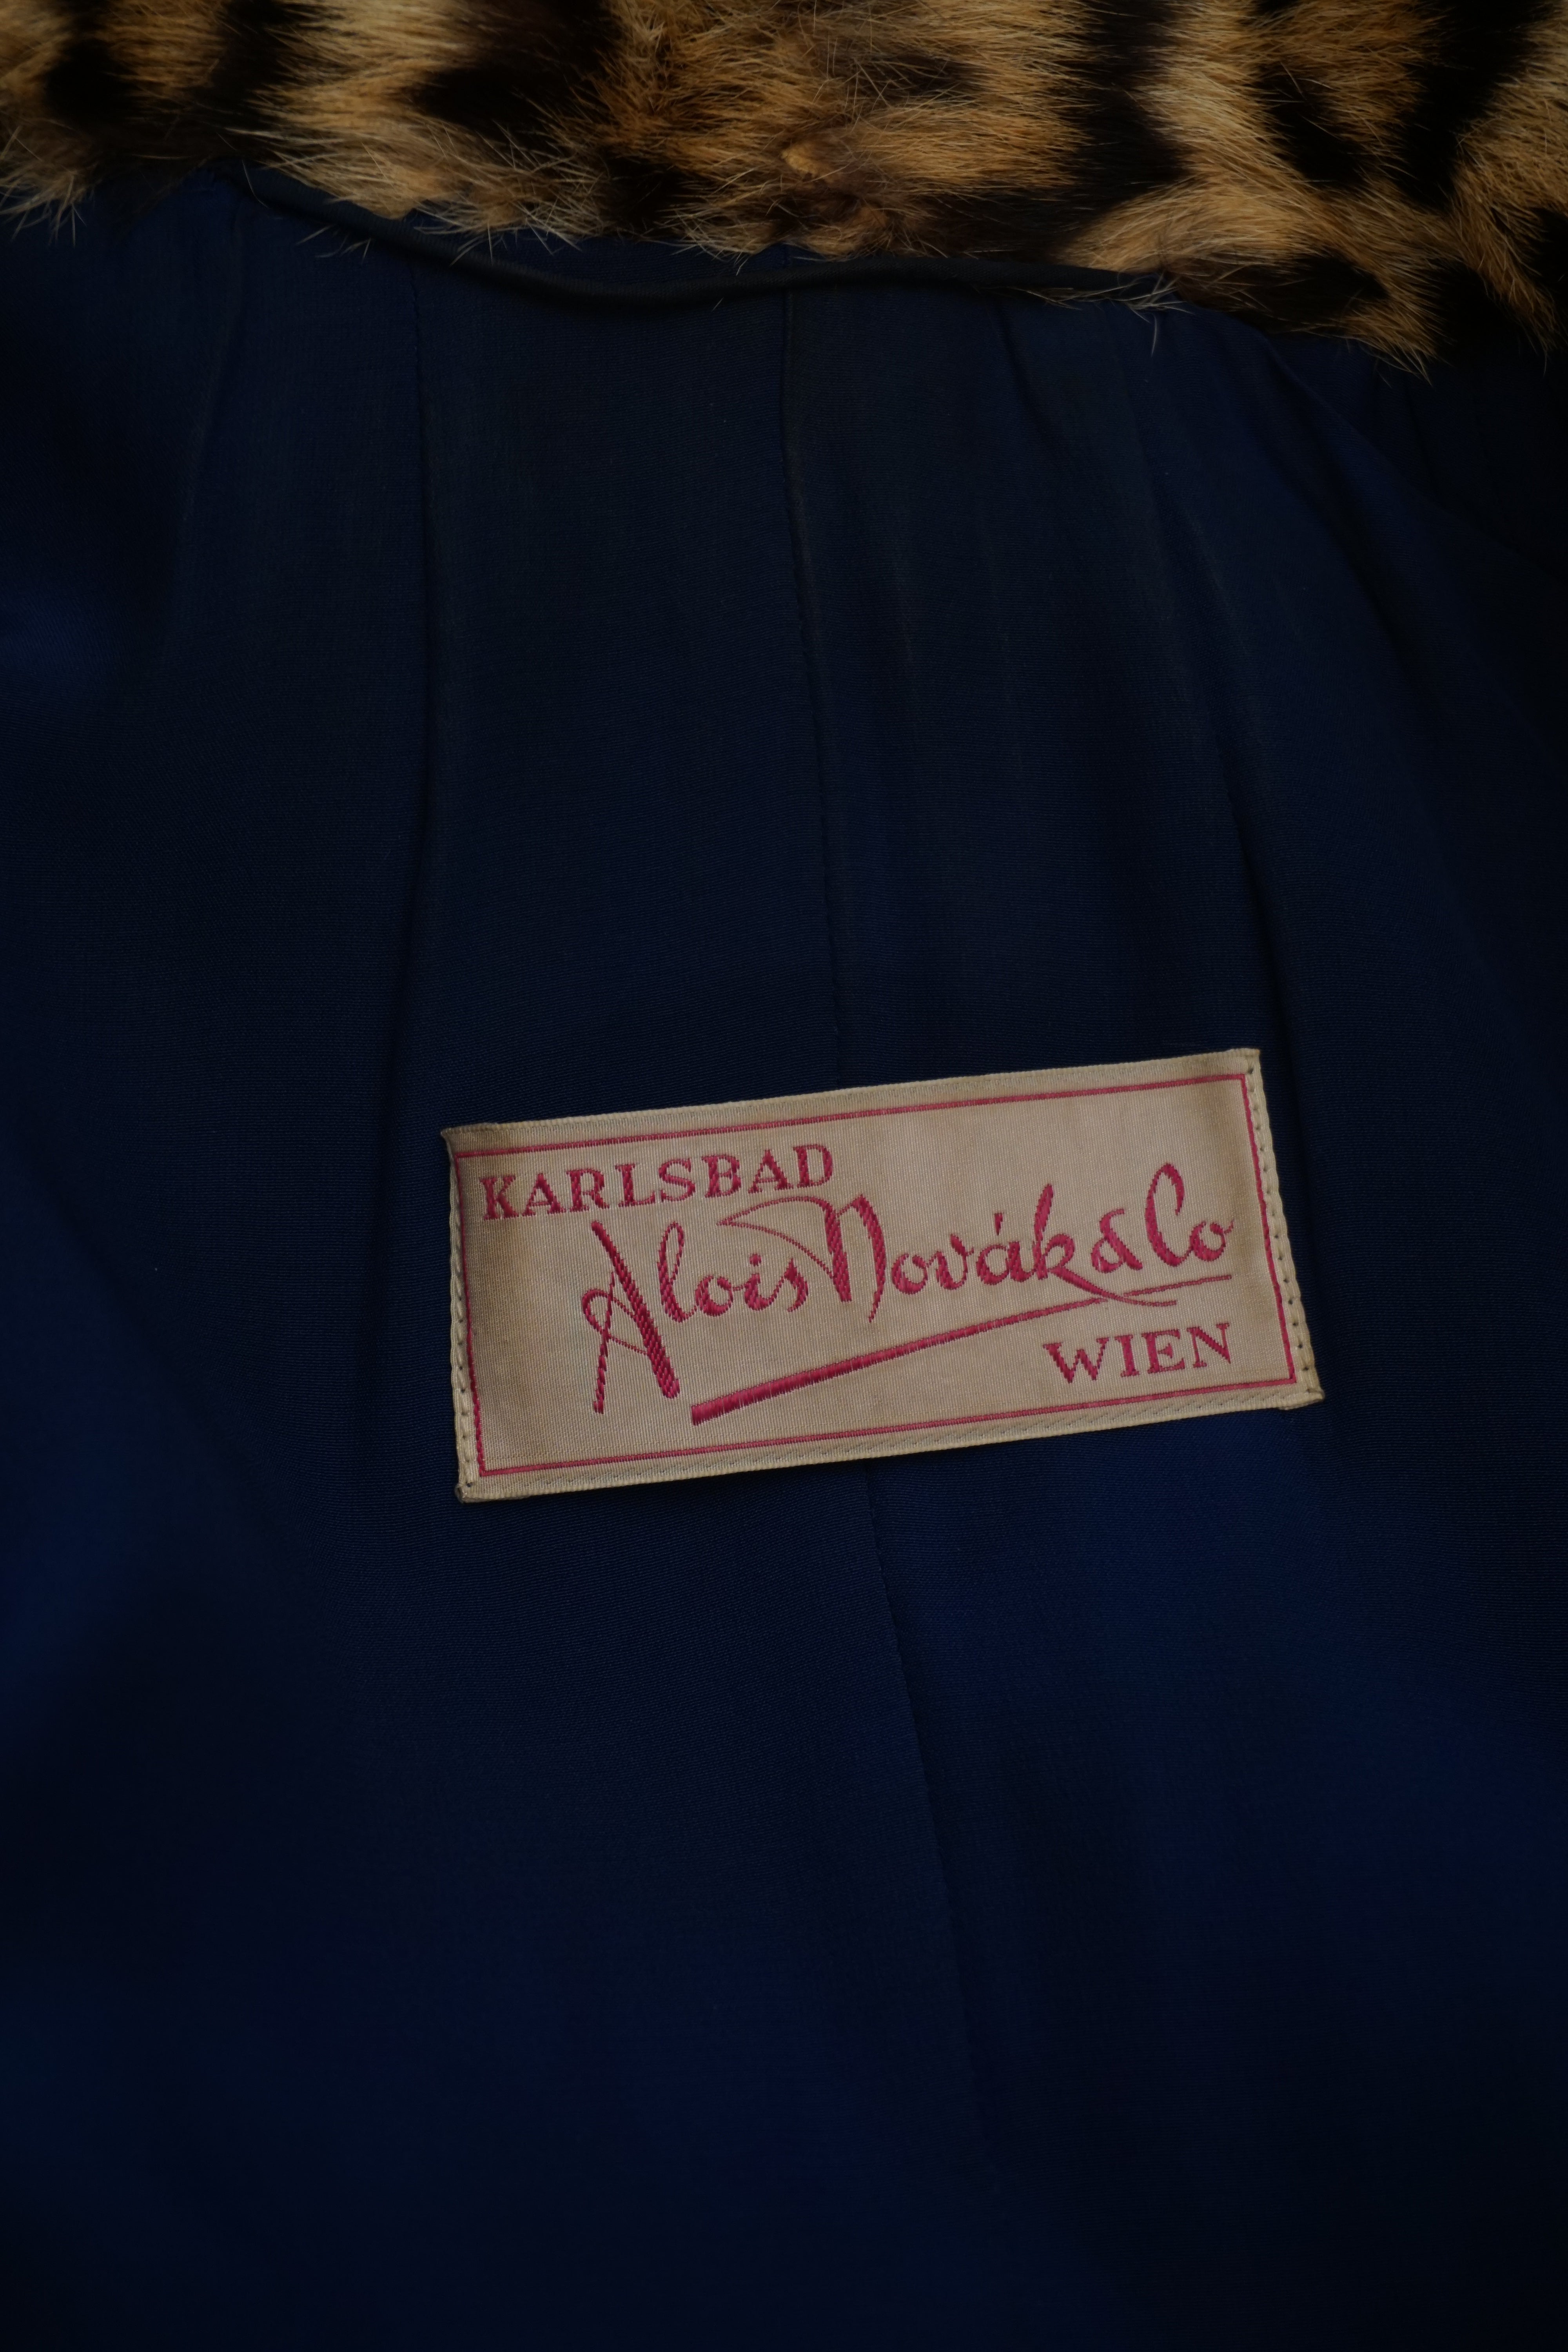 KARLSBAD
Alois Novák & Co
WIEN